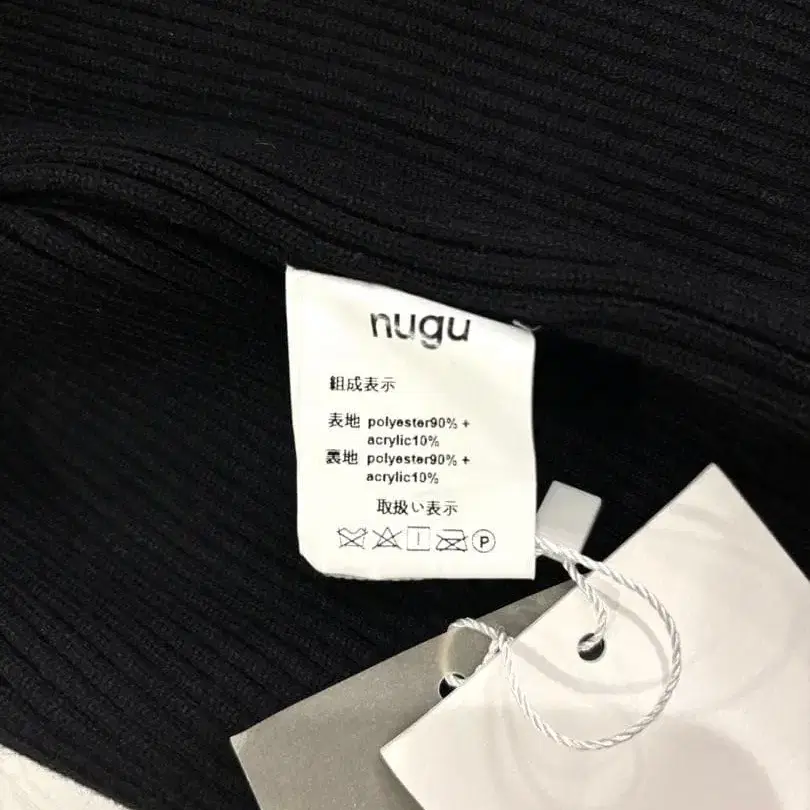 nugu
組成表示
表地 polyester90% +
acrylic10%
裏地 polyester90% +
acrylic10%
取扱い表示
P